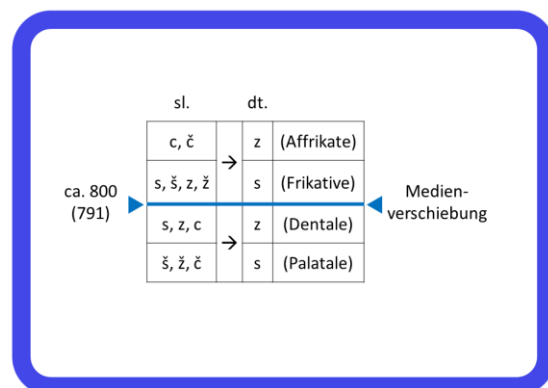 sl. dt.
c, č → z (Affrikate)
s, š, z, ž s (Frikative)
ca. 800
(791)
Medien-
verschiebung
s, z, c → z (Dentale)
š, ž, č s (Palatale)